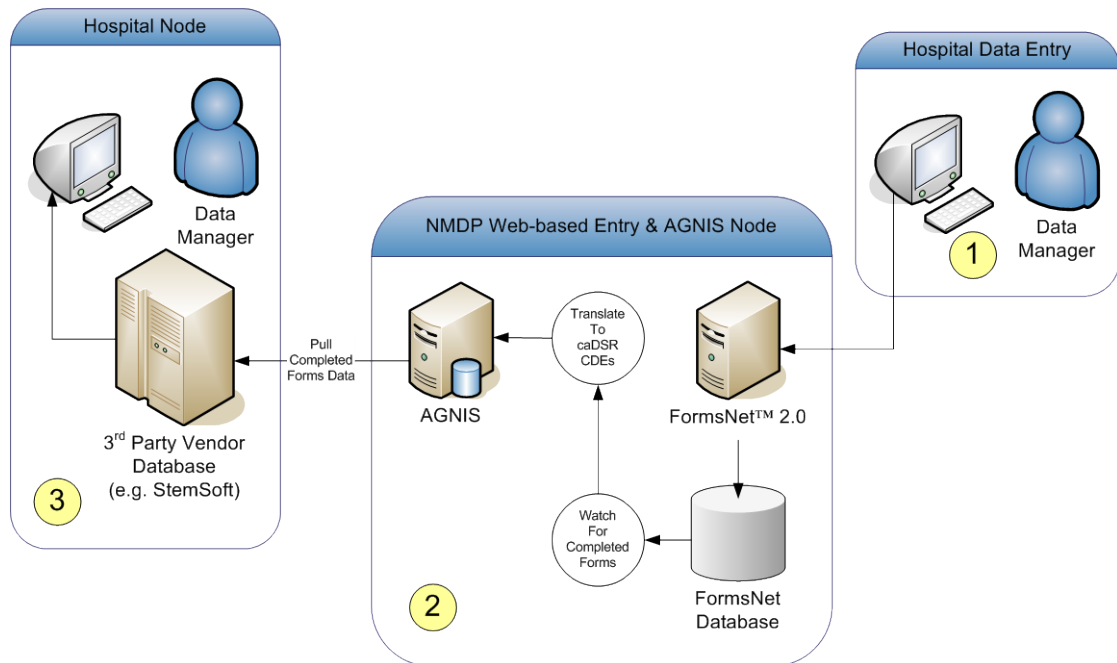 Hospital Node
Data
Manager
3rd Party Vendor
Database
(e.g. StemSoft)
3
Pull
Completed
Forms Data
NMDP Web-based Entry & AGNIS Node
AGNIS
Translate
To
caDSR
CDEs
FormsNet™ 2.0
Watch
For
Completed
Forms
FormsNet
Database
2
Hospital Data Entry
1
Data
Manager